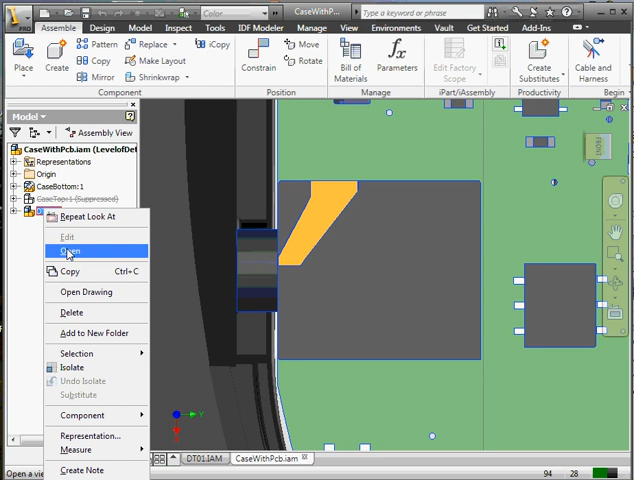 Color
CaseWithP...
Type a keyword or phrase
PRO
Assemble
Design
Model
Inspect
Tools
IDF Modeler
Manage
View
Environments
Vault
Get Started
Add-Ins
Place
Create
Pattern
Copy
Mirror
Replace
Make Layout
Shrinkwrap
iCopy
Constrain
Move
Rotate
Bill of Materials
Parameters
Edit Factory Scope
Create Substitutes
Cable and Harness
Component
Position
Manage
iPart/iAssembly
Productivity
Begin
Model
Assembly View
CaseWithPcb.iam (LevelofDet
Representations
Origin
CaseBottom:1
CaseTop:1 (Suppressed)
Repeat Look At
Edit
Open
Copy Ctrl+C
Open Drawing
Delete
Add to New Folder
Selection
Isolate
Undo Isolate
Substitute
Component
Representation...
Measure
Create Note
FRONT
Y
DT01.IAM
CaseWithPcb.iam
Open a vi
94 28